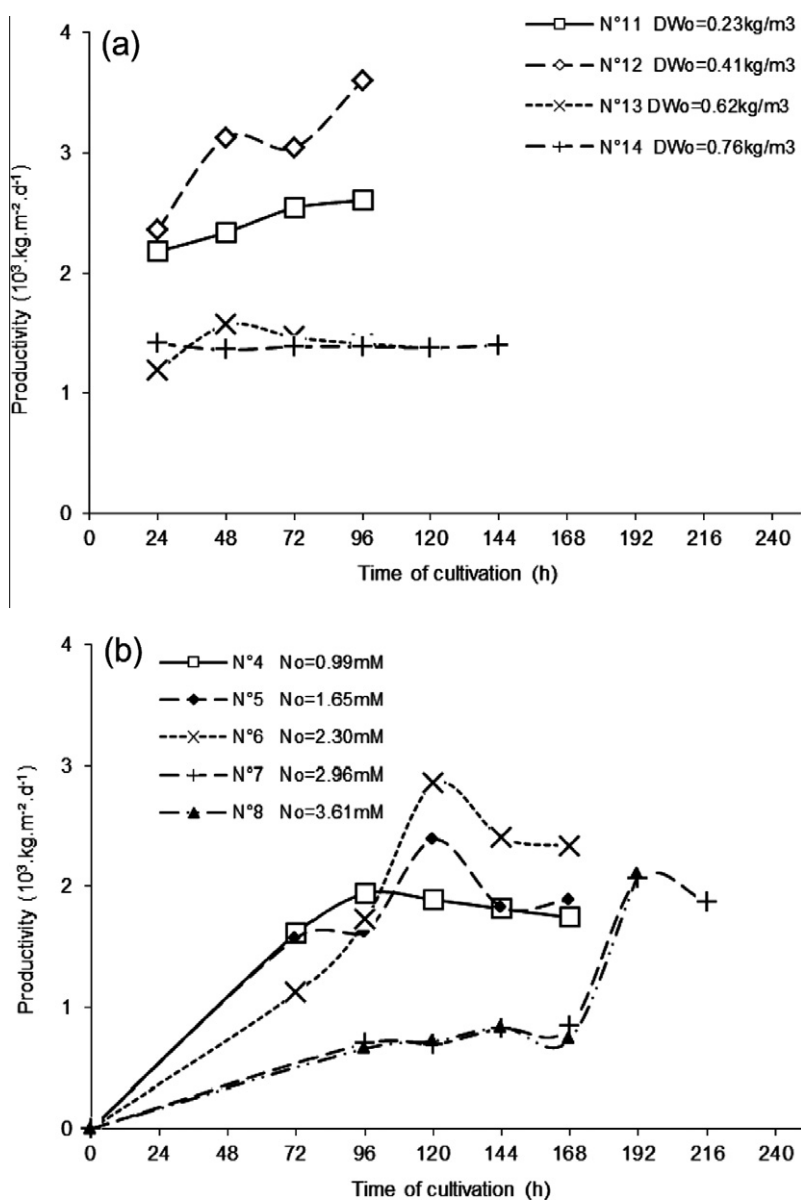 (a)
N°11 DWo=0.23kg/m3
N°12 DWo=0.41kg/m3
N°13 DWo=0.62kg/m3
N°14 DWo=0.76kg/m3
Productivity (10³.kg.m⁻².d⁻¹)
4
3
2
1
0
0 24 48 72 96 120 144 168 192 216 240
Time of cultivation (h)
(b)
N°4 No=0.99mM
N°5 No=1.65mM
N°6 No=2.30mM
N°7 No=2.96mM
N°8 No=3.61mM
Productivity (10³.kg.m⁻².d⁻¹)
4
3
2
1
0
0 24 48 72 96 120 144 168 192 216 240
Time of cultivation (h)